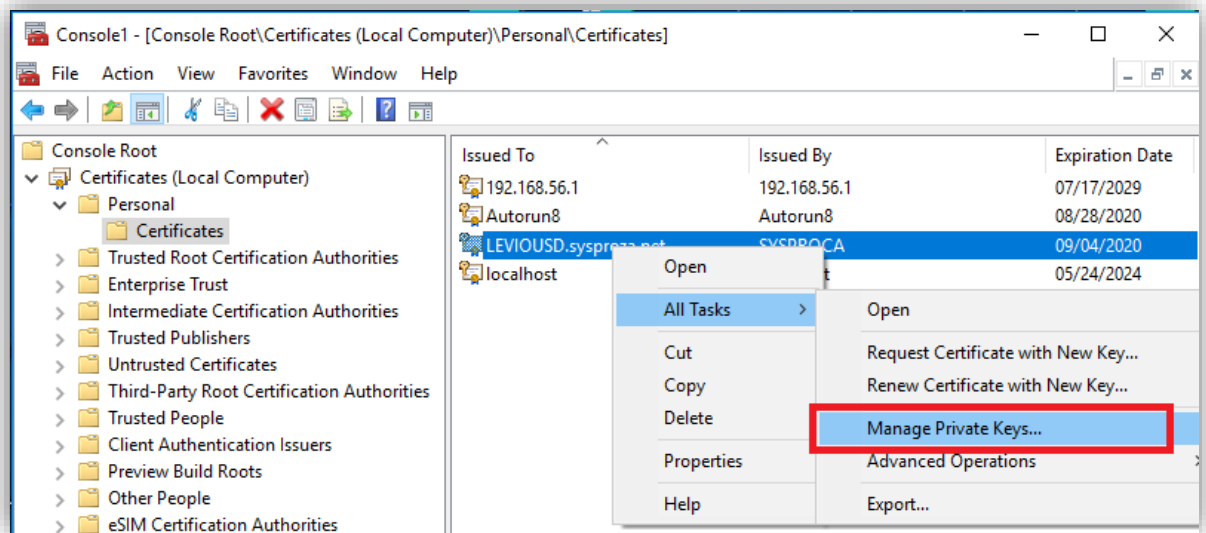 Console1 - [Console Root\Certificates (Local Computer)\Personal\Certificates]
File Action View Favorites Window Help
Console Root
Certificates (Local Computer)
Personal
Certificates
Trusted Root Certification Authorities
Enterprise Trust
Intermediate Certification Authorities
Trusted Publishers
Untrusted Certificates
Third-Party Root Certification Authorities
Trusted People
Client Authentication Issuers
Preview Build Roots
Other People
eSIM Certification Authorities
Issued To Issued By Expiration Date
192.168.56.1 192.168.56.1 07/17/2029
Autorun8 Autorun8 08/28/2020
LEVIOUSD.sysproza.net SYSPROCA 09/04/2020
localhost 05/24/2024
Open
All Tasks
Cut
Copy
Delete
Properties
Help
Open
Request Certificate with New Key...
Renew Certificate with New Key...
Manage Private Keys...
Advanced Operations
Export...